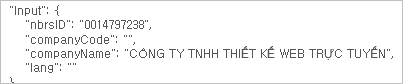 "Input": {
"nbrsID": "0014797238",
"companyCode": "",
"companyName": "CÔNG TY TNHH THIẾT KẾ WEB TRỰC TUYẾN",
"lang": ""
}